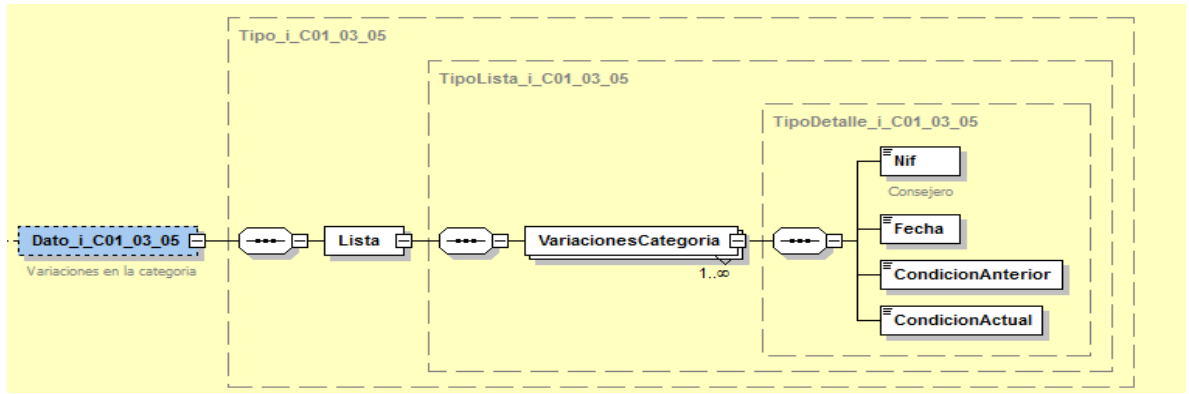 Tipo_i_C01_03_05
TipoLista_i_C01_03_05
TipoDetalle_i_C01_03_05
Nif
Consejero
Dato_i_C01_03_05
Variaciones en la categoria
Lista
VariacionesCategoria
1..∞
Fecha
CondicionAnterior
CondicionActual